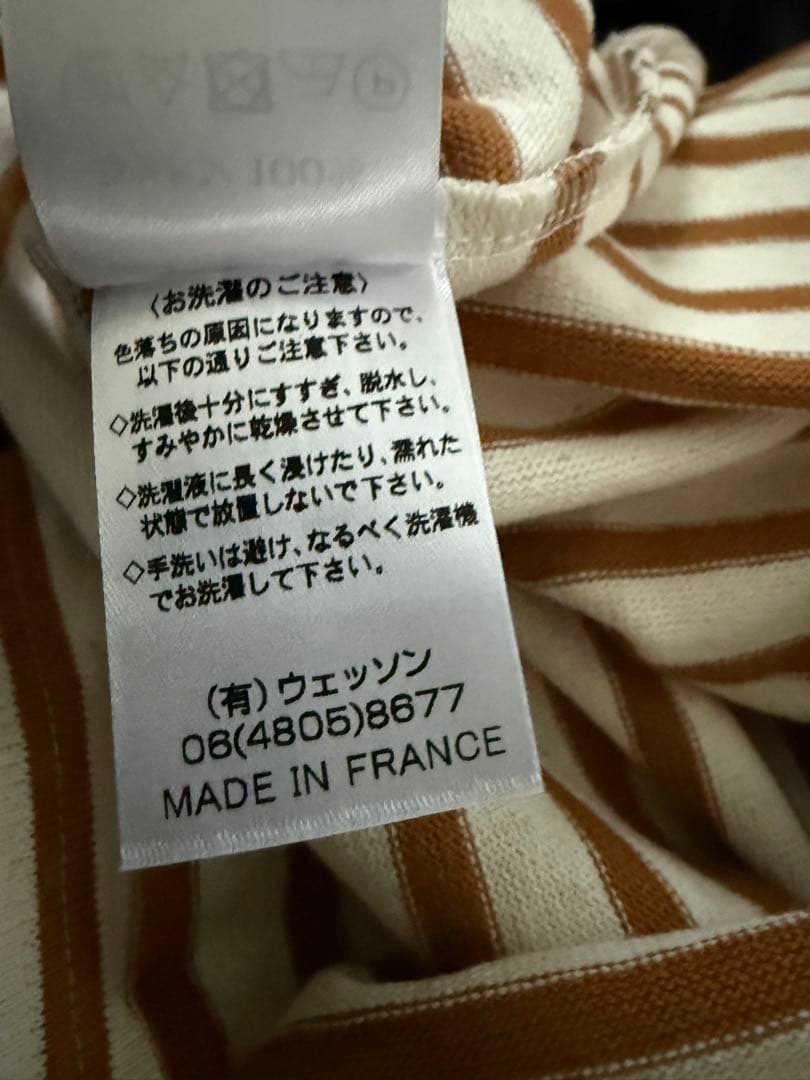 〈お洗濯のご注意〉
色落ちの原因になりますので、
以下の通りご注意下さい。
◇洗濯後十分にすすぎ、脱水し、
すみやかに乾燥させて下さい。
◇洗濯液に長く浸けたり、濡れた
状態で放置しないで下さい。
◇手洗いは避け、なるべく洗濯機
でお洗濯して下さい。
(有)ウェッソン
06(4805)8677
MADE IN FRANCE